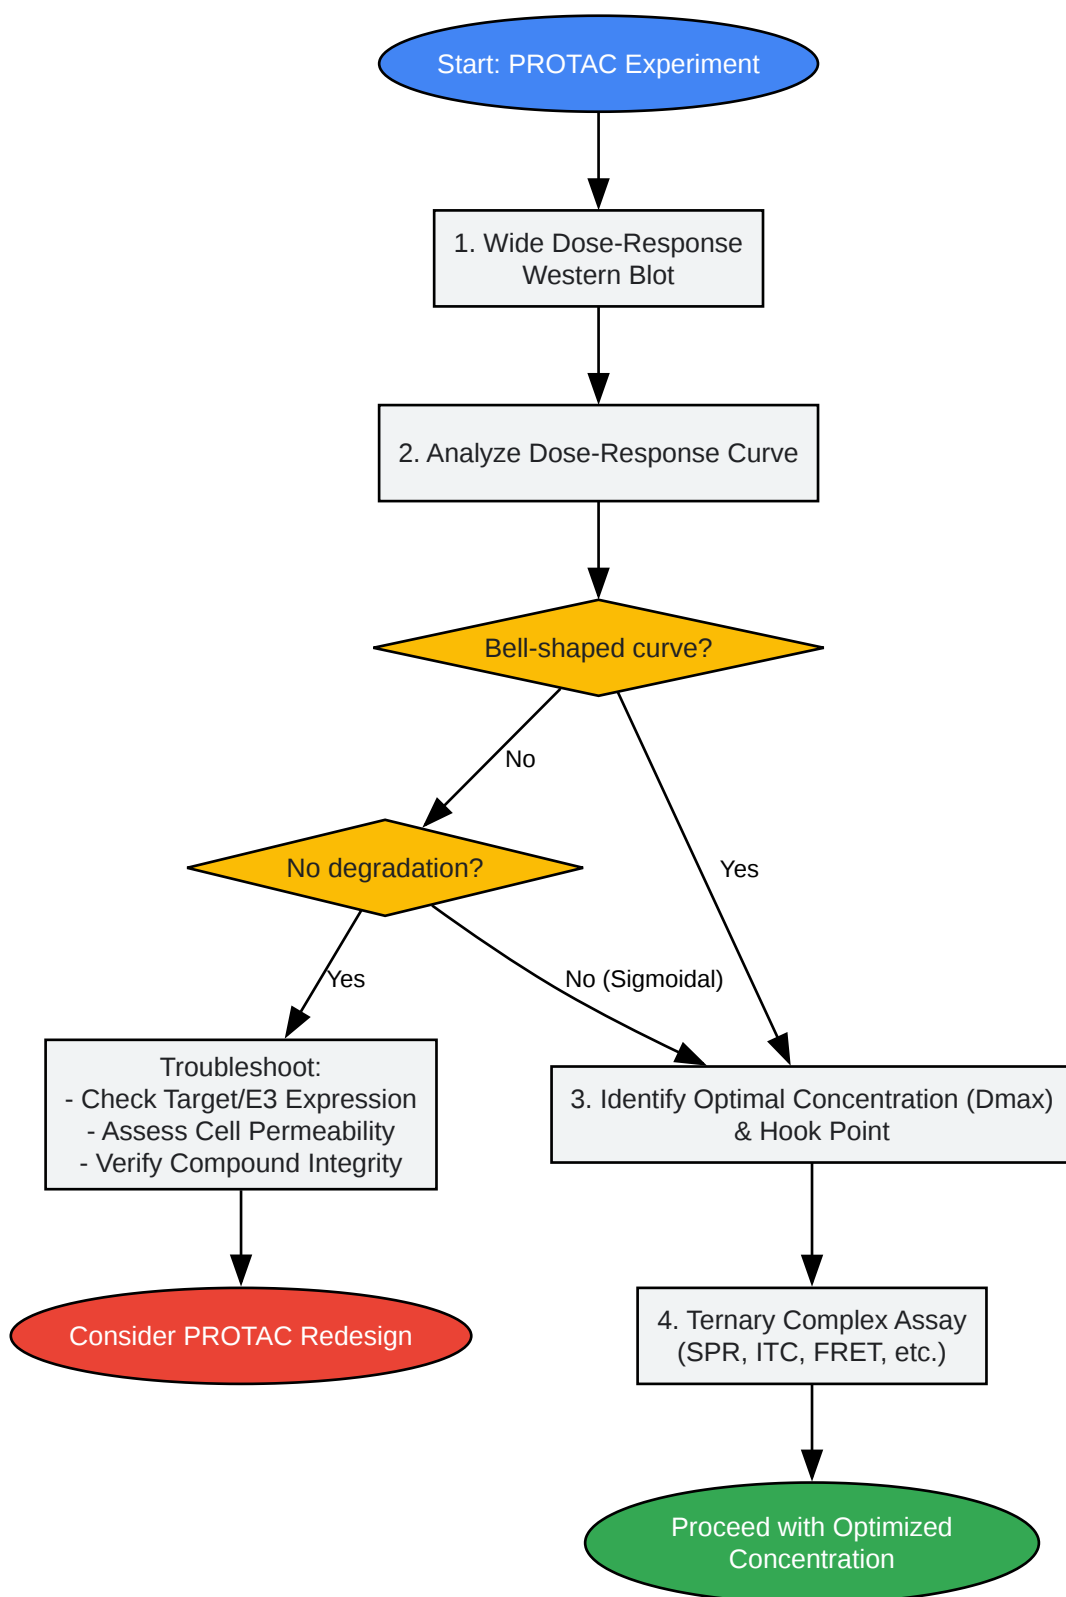 Start: PROTAC Experiment
1. Wide Dose-Response
Western Blot
2. Analyze Dose-Response Curve
Bell-shaped curve?
No
No degradation?
Yes
Yes
No (Sigmoidal)
Troubleshoot:
- Check Target/E3 Expression
- Assess Cell Permeability
- Verify Compound Integrity
3. Identify Optimal Concentration (Dmax)
& Hook Point
Consider PROTAC Redesign
4. Ternary Complex Assay
(SPR, ITC, FRET, etc.)
Proceed with Optimized
Concentration